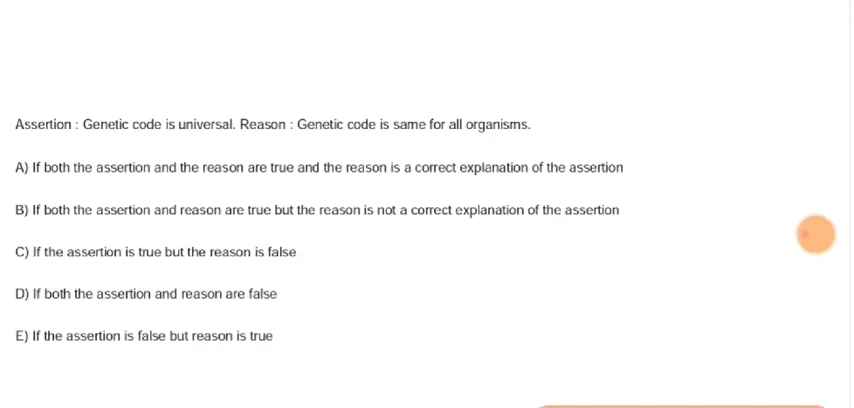 Assertion : Genetic code is universal. Reason : Genetic code is same for all organisms.
A) If both the assertion and the reason are true and the reason is a correct explanation of the assertion
B) If both the assertion and reason are true but the reason is not a correct explanation of the assertion
C) If the assertion is true but the reason is false
D) If both the assertion and reason are false
E) If the assertion is false but reason is true